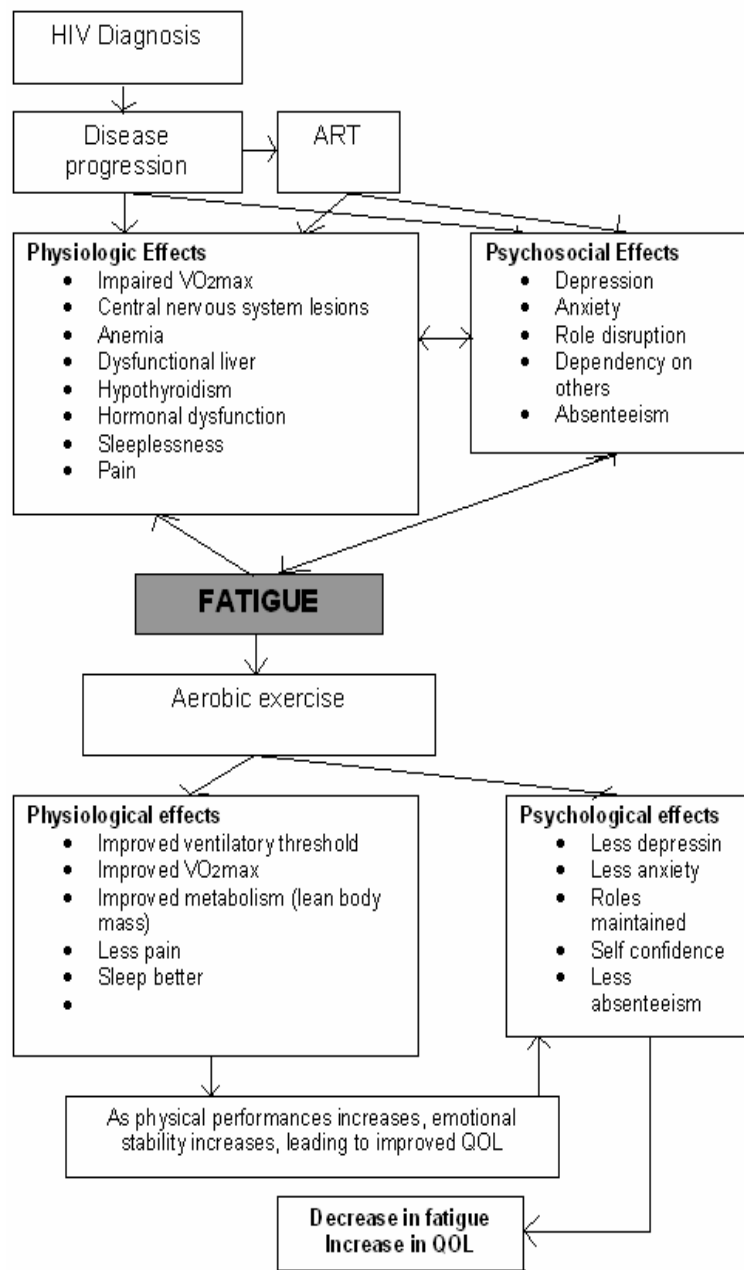 HIV Diagnosis
Disease
progression
ART
Physiologic Effects
• Impaired VO2max
• Central nervous system lesions
• Anemia
• Dysfunctional liver
• Hypothyroidism
• Hormonal dysfunction
• Sleeplessness
• Pain
Psychosocial Effects
• Depression
• Anxiety
• Role disruption
• Dependency on
others
• Absenteeism
FATIGUE
Aerobic exercise
Physiological effects
• Improved ventilatory threshold
• Improved VO2max
• Improved metabolism (lean body
mass)
• Less pain
• Sleep better
•
Psychological effects
• Less depressin
• Less anxiety
• Roles
maintained
• Self confidence
• Less
absenteeism
As physical performances increases, emotional
stability increases, leading to improved QOL
Decrease in fatigue
Increase in QOL